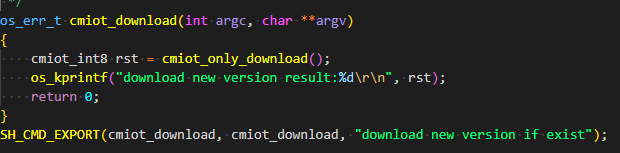 */
os_err_t cmiot_download(int argc, char **argv)
{
    cmiot_int8 rst = cmiot_only_download();
    os_kprintf("download new version result:%d\r\n", rst);
    return 0;
}
SH_CMD_EXPORT(cmiot_download, cmiot_download, "download new version if exist");